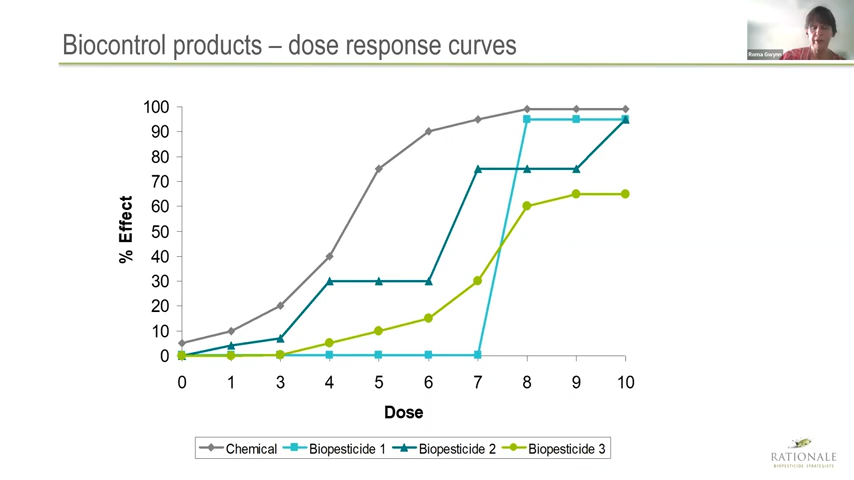 Biocontrol products – dose response curves
Roma Gwynn
100
90
80
70
60
50
40
30
20
10
0
% Effect
0 1 3 4 5 6 7 8 9 10
Dose
Chemical Biopesticide 1 Biopesticide 2 Biopesticide 3
RATIONALE
BIOPESTICIDE STRATEGISTS